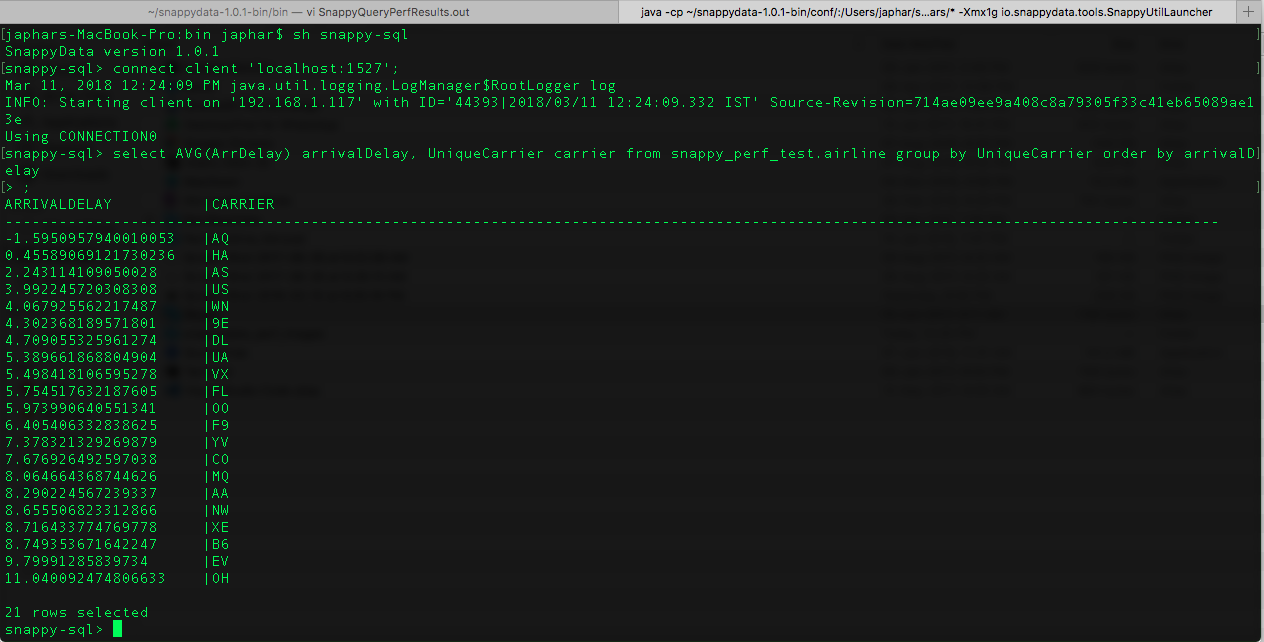 ~/snappydata-1.0.1-bin/bin — vi SnappyQueryPerfResults.out
java -cp ~/snappydata-1.0.1-bin/conf/:/Users/japhar/s...ars/* -Xmx1g io.snappydata.tools.SnappyUtilLauncher
+
[japhars-MacBook-Pro:bin japhar$ sh snappy-sql ]
SnappyData version 1.0.1
[snappy-sql> connect client 'localhost:1527'; ]
Mar 11, 2018 12:24:09 PM java.util.logging.LogManager$RootLogger log
INFO: Starting client on '192.168.1.117' with ID='44393|2018/03/11 12:24:09.332 IST' Source-Revision=714ae09ee9a408c8a79305f33c41eb65089ae1
3e
Using CONNECTION0
[snappy-sql> select AVG(ArrDelay) arrivalDelay, UniqueCarrier carrier from snappy_perf_test.airline group by UniqueCarrier order by arrivalD]
elay
[> ; ]
ARRIVALDELAY |CARRIER
---------------------------------------------------------------------------------------------------------------------------------------
-1.5950957940010053 |AQ
0.45589069121730236 |HA
2.243114109050028 |AS
3.992245720308308 |US
4.067925562217487 |WN
4.302368189571801 |9E
4.709055325961274 |DL
5.389661868804904 |UA
5.498418106595278 |VX
5.754517632187605 |FL
5.973990640551341 |OO
6.405406332838625 |F9
7.378321329269879 |YV
7.676926492597038 |CO
8.064664368744626 |MQ
8.290224567239337 |AA
8.655506823312866 |NW
8.716433774769778 |XE
8.749353671642247 |B6
9.79991285839734 |EV
11.040092474806633 |OH
21 rows selected
snappy-sql>